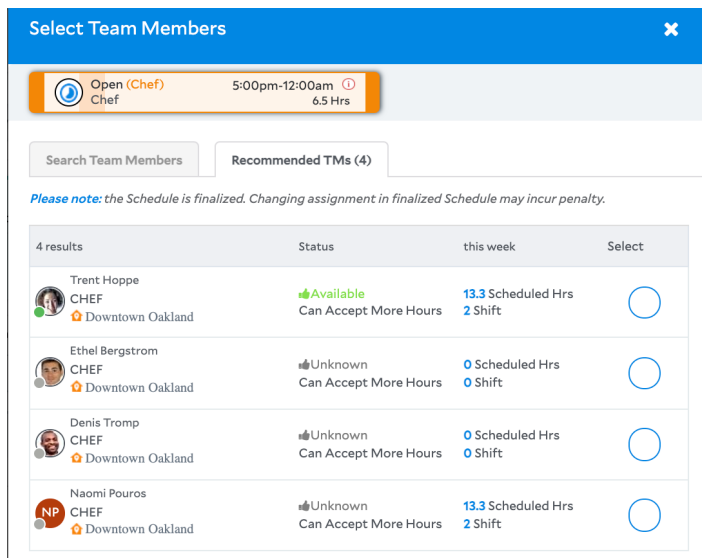 Select Team Members
Open (Chef) 5:00pm-12:00am
Chef 6.5 Hrs
Search Team Members Recommended TMs (4)
Please note: the Schedule is finalized. Changing assignment in finalized Schedule may incur penalty.
4 results Status this week Select
Trent Hoppe
CHEF Available 13.3 Scheduled Hrs
Downtown Oakland Can Accept More Hours 2 Shift
Ethel Bergstrom
CHEF Unknown 0 Scheduled Hrs
Downtown Oakland Can Accept More Hours 0 Shift
Denis Tromp
CHEF Unknown 0 Scheduled Hrs
Downtown Oakland Can Accept More Hours 0 Shift
Naomi Pouros
NP CHEF Unknown 13.3 Scheduled Hrs
Downtown Oakland Can Accept More Hours 2 Shift